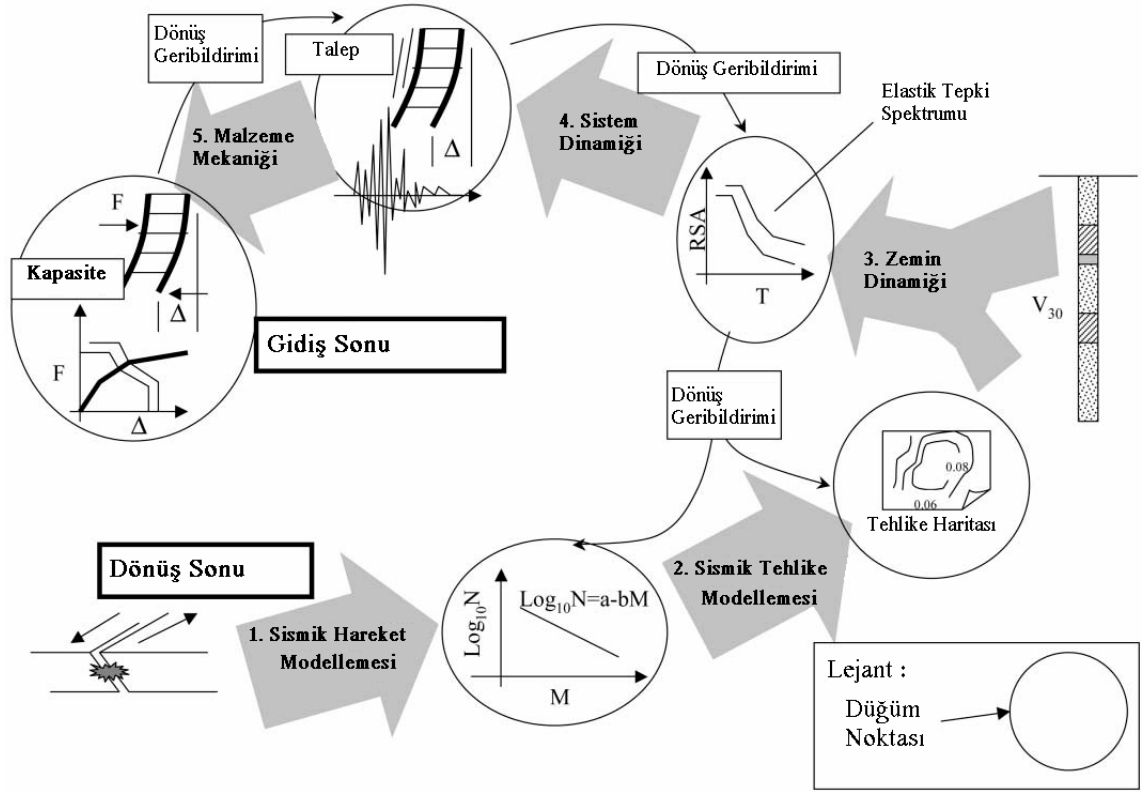 Dönüş
Geribildirimi
Talep
Dönüş Geribildirimi
Elastik Tepki
Spektrumu
5. Malzeme
Mekaniği
4. Sistem
Dinamiği
Δ
F
Kapasite
Δ
F
Δ
Gidiş Sonu
RSA
T
3. Zemin
Dinamiği
V30
Dönüş
Geribildirimi
0.08
0.06
Tehlike Haritası
Dönüş Sonu
1. Sismik Hareket
Modellemesi
Log10N
Log10N=a-bM
M
2. Sismik Tehlike
Modellemesi
Lejant :
Düğüm
Noktası